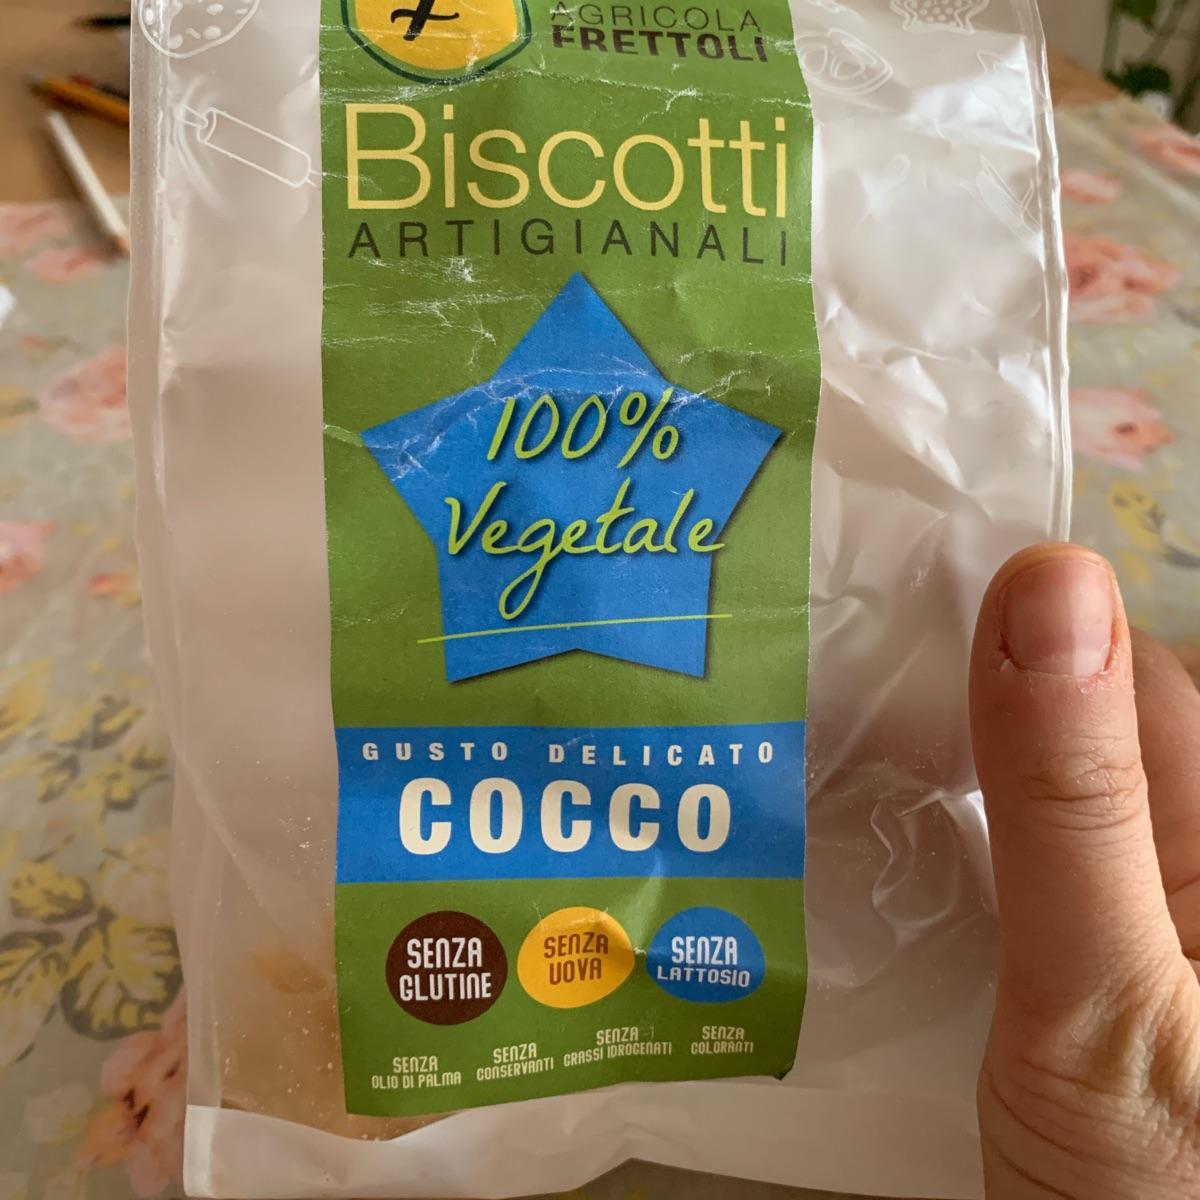 f
AGRICOLA
FRETTOLI
Biscotti
ARTIGIANALI
100%
Vegetale
GUSTO DELICATO
COCCO
SENZA
GLUTINE
SENZA
UOVA
SENZA
LATTOSIO
SENZA
OLIO DI PALMA
SENZA
CONSERVANTI
SENZA
GRASSI IDROGENATI
SENZA
COLORANTI